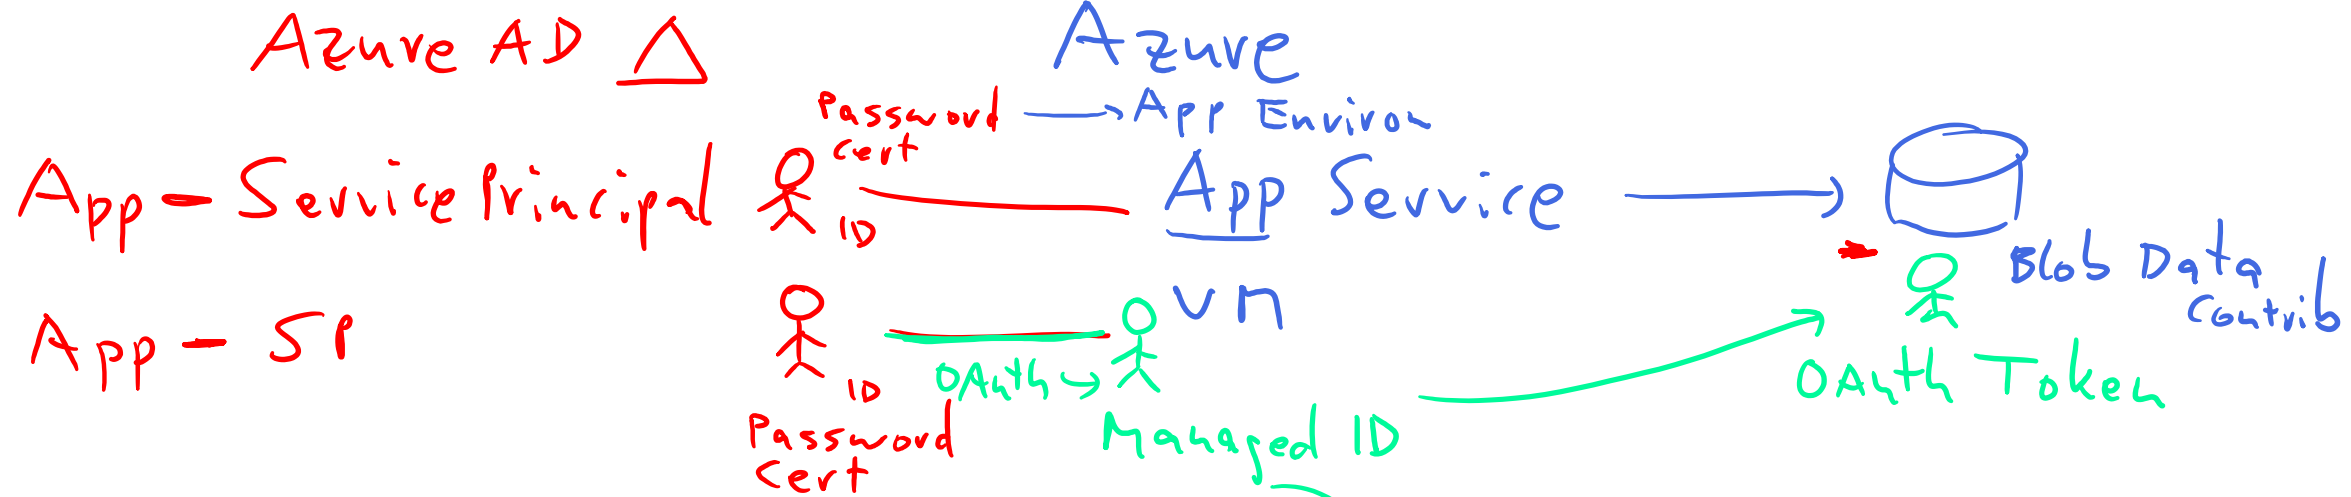 Azure AD
Azure
Password
Cert
App Environ
App - Service Principal
ID
App Service
Blob Data
Contrib
App - SP
ID
Password
Cert
VM
OAuth
Managed ID
OAuth Token